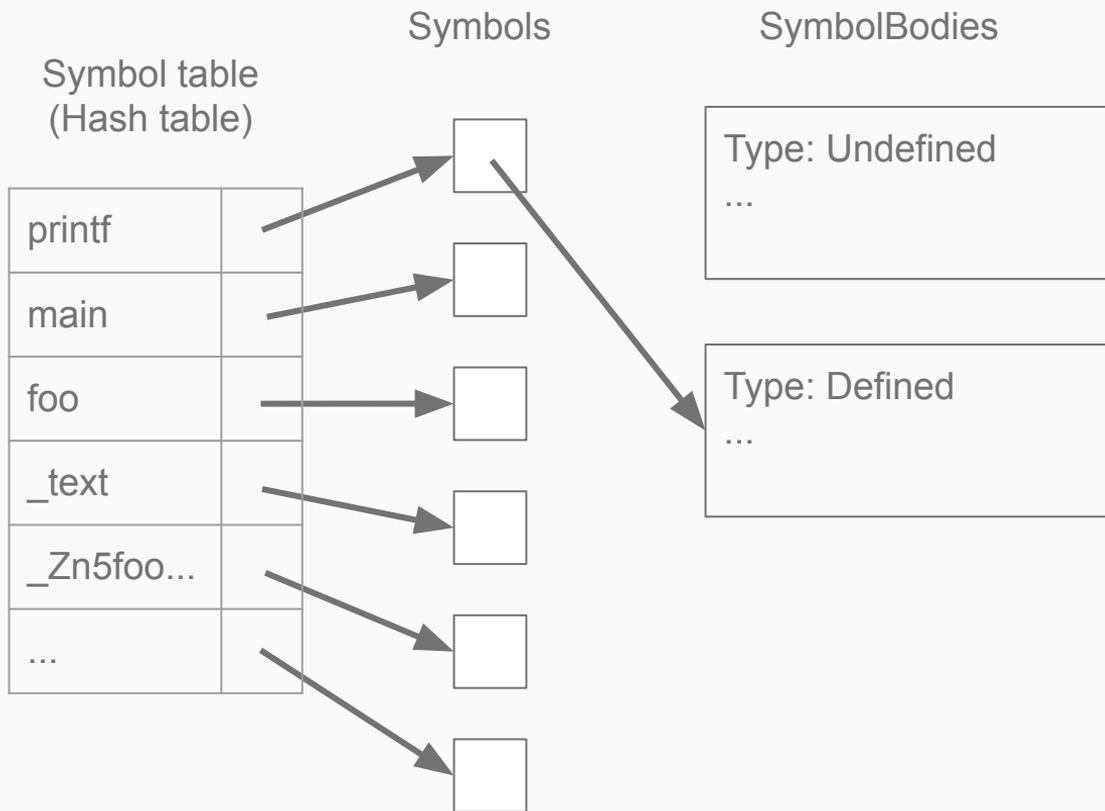 Symbols
SymbolBodies
Symbol table
(Hash table)
printf
main
foo
_text
_Zn5foo...
...
Type: Undefined
...
Type: Defined
...